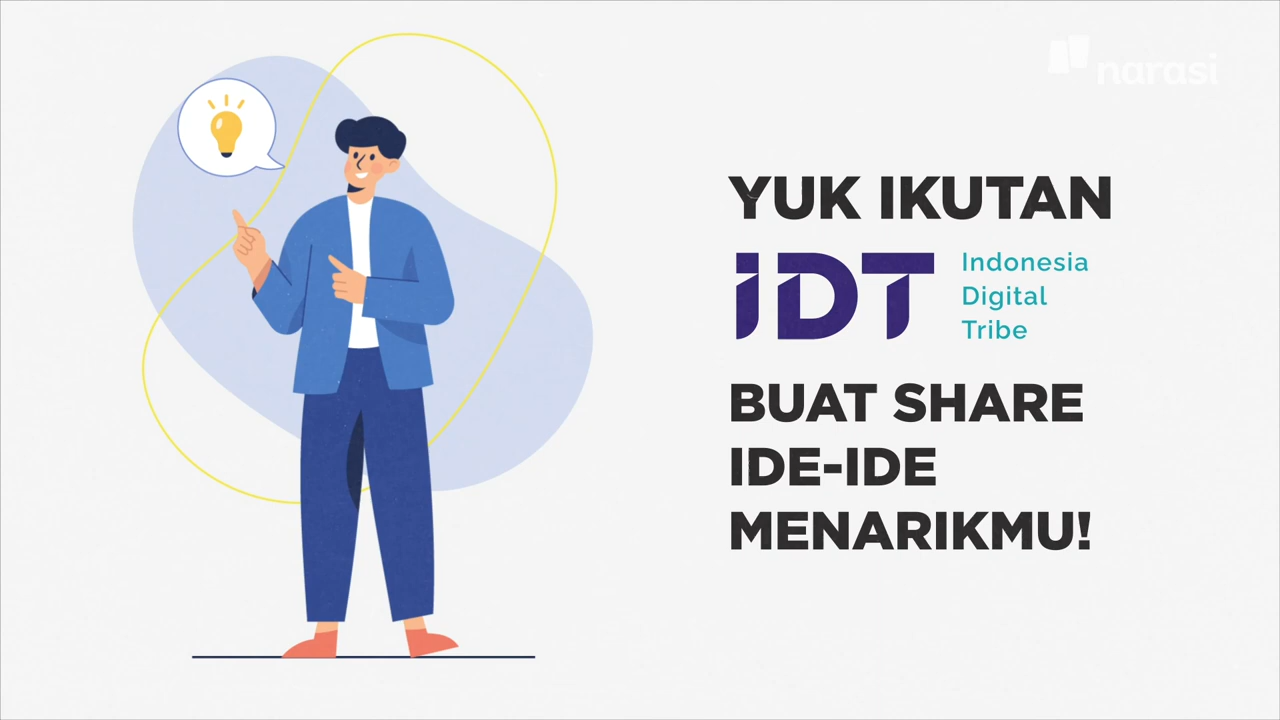 narasi
YUK IKUTAN
IDT
Indonesia
Digital
Tribe
BUAT SHARE
IDE-IDE
MENARIKMU!